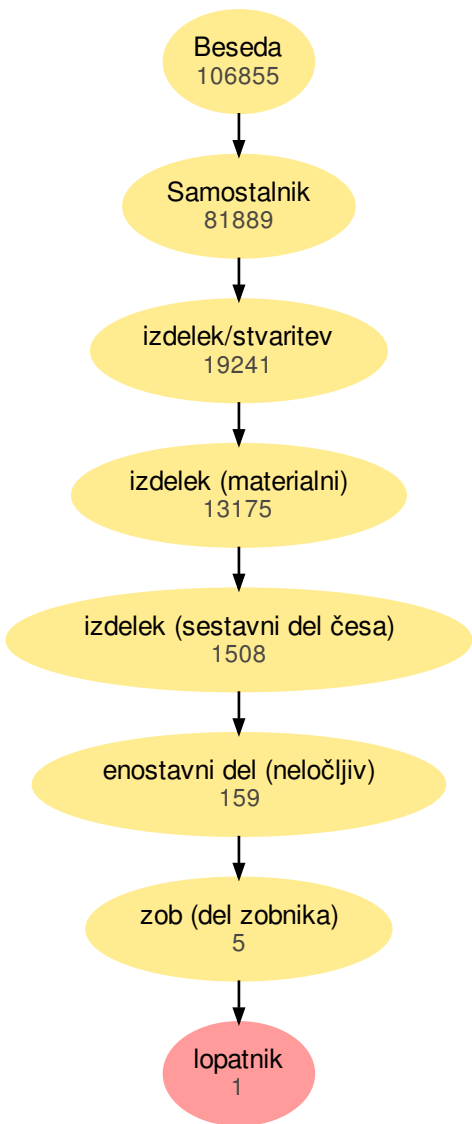 Beseda
106855
Samostalnik
81889
izdelek/stvaritev
19241
izdelek (materialni)
13175
izdelek (sestavni del česa)
1508
enostavni del (neločljiv)
159
zob (del zobnika)
5
lopatnik
1